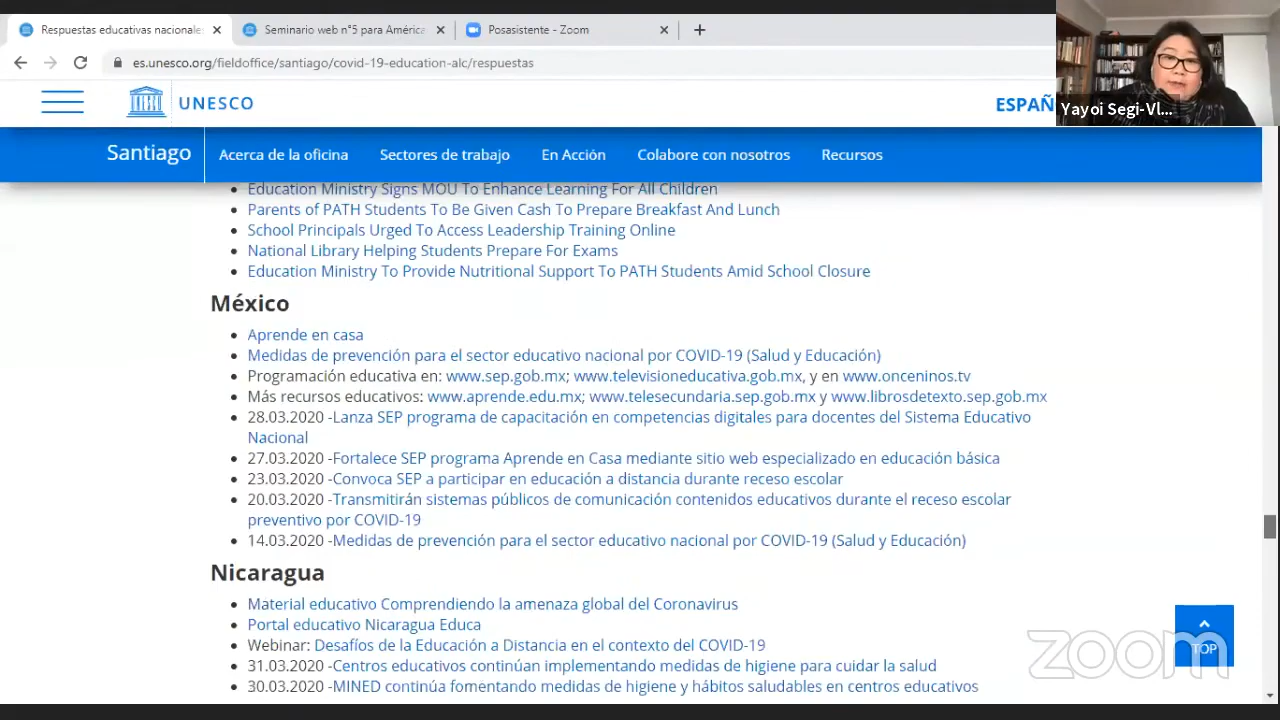 Respuestas educativas nacionale
Seminario web n°5 para Améric
Posasistente - Zoom
es.unesco.org/fieldoffice/santiago/covid-19-education-alc/respuestas
UNESCO
ESPAÑ
Yayoi Segi-Vl...
Santiago
Acerca de la oficina
Sectores de trabajo
En Acción
Colabore con nosotros
Recursos
Education Ministry Signs MOU To Enhance Learning For All Children
Parents of PATH Students To Be Given Cash To Prepare Breakfast And Lunch
School Principals Urged To Access Leadership Training Online
National Library Helping Students Prepare For Exams
Education Ministry To Provide Nutritional Support To PATH Students Amid School Closure
México
Aprende en casa
Medidas de prevención para el sector educativo nacional por COVID-19 (Salud y Educación)
Programación educativa en: www.sep.gob.mx; www.televisioneducativa.gob.mx, y en www.onceninos.tv
Más recursos educativos: www.aprende.edu.mx; www.telesecundaria.sep.gob.mx y www.librosdetexto.sep.gob.mx
28.03.2020 -Lanza SEP programa de capacitación en competencias digitales para docentes del Sistema Educativo
Nacional
27.03.2020 -Fortalece SEP programa Aprende en Casa mediante sitio web especializado en educación básica
23.03.2020 -Convoca SEP a participar en educación a distancia durante receso escolar
20.03.2020 -Transmitirán sistemas públicos de comunicación contenidos educativos durante el receso escolar
preventivo por COVID-19
14.03.2020 -Medidas de prevención para el sector educativo nacional por COVID-19 (Salud y Educación)
Nicaragua
Material educativo Comprendiendo la amenaza global del Coronavirus
Portal educativo Nicaragua Educa
Webinar: Desafíos de la Educación a Distancia en el contexto del COVID-19
31.03.2020 -Centros educativos continúan implementando medidas de higiene para cuidar la salud
30.03.2020 -MINED continúa fomentando medidas de higiene y hábitos saludables en centros educativos
TOP
zoom